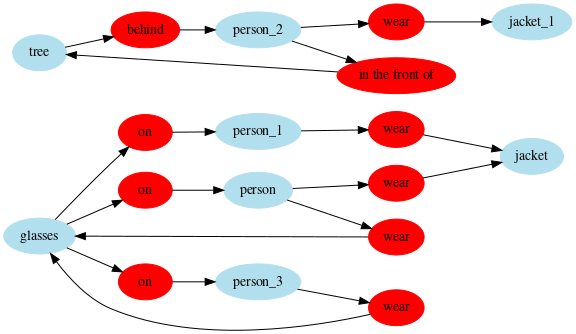 tree
behind
person_2
wear
jacket_1
in the front of
on
person_1
wear
jacket
on
person
wear
glasses
wear
on
person_3
wear